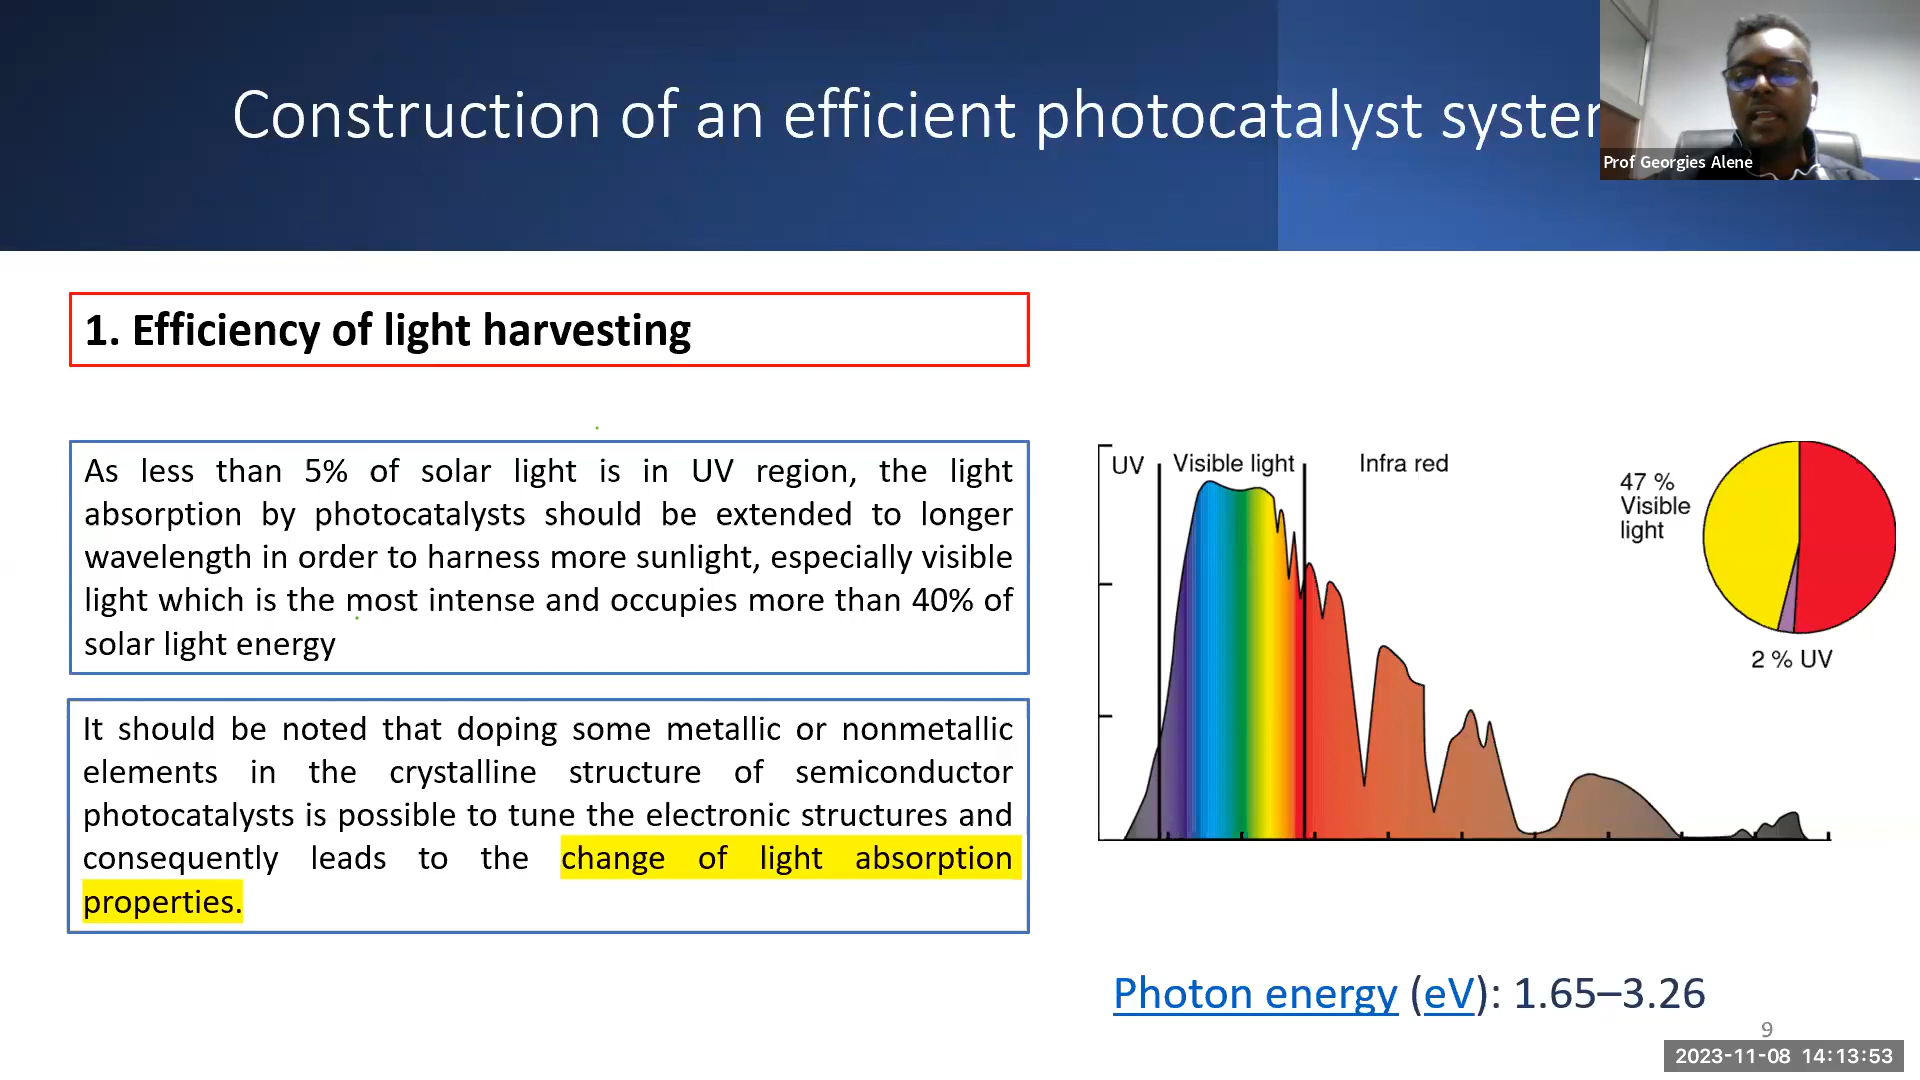 Construction of an efficient photocatalyst system
Prof Georgies Alene
1. Efficiency of light harvesting
As less than 5% of solar light is in UV region, the light
absorption by photocatalysts should be extended to longer
wavelength in order to harness more sunlight, especially visible
light which is the most intense and occupies more than 40% of
solar light energy
It should be noted that doping some metallic or nonmetallic
elements in the crystalline structure of semiconductor
photocatalysts is possible to tune the electronic structures and
consequently leads to the change of light absorption
properties.
UV
Visible light
Infra red
47 %
Visible
light
2 % UV
Photon energy (eV): 1.65–3.26
9
2023-11-08 14:13:53